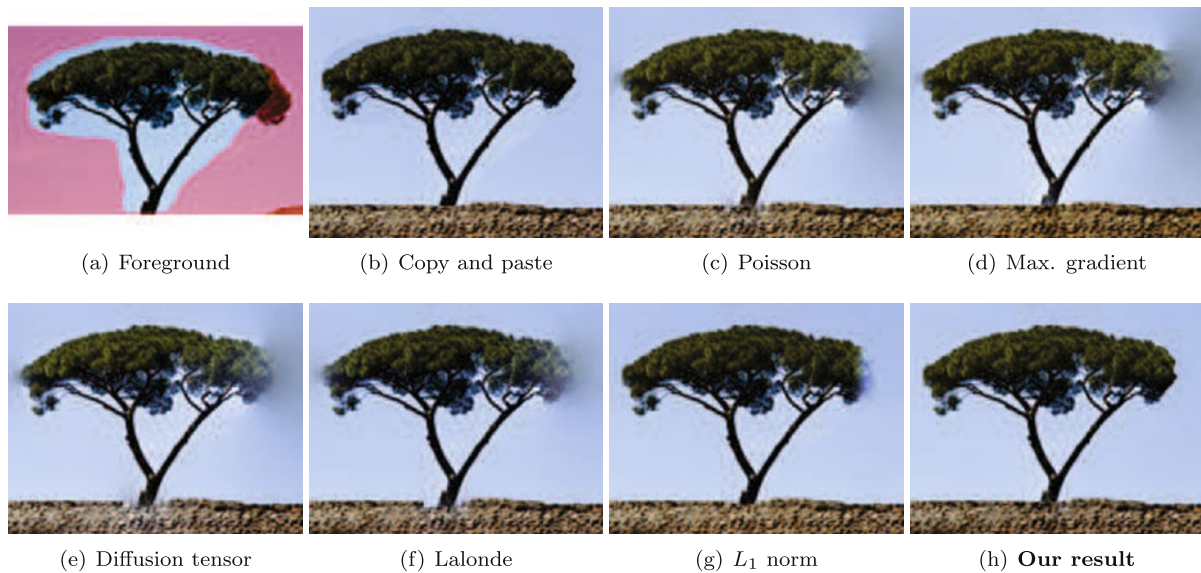 (a) Foreground
(b) Copy and paste
(c) Poisson
(d) Max. gradient
(e) Diffusion tensor
(f) Lalonde
(g) L₁ norm
(h) Our result